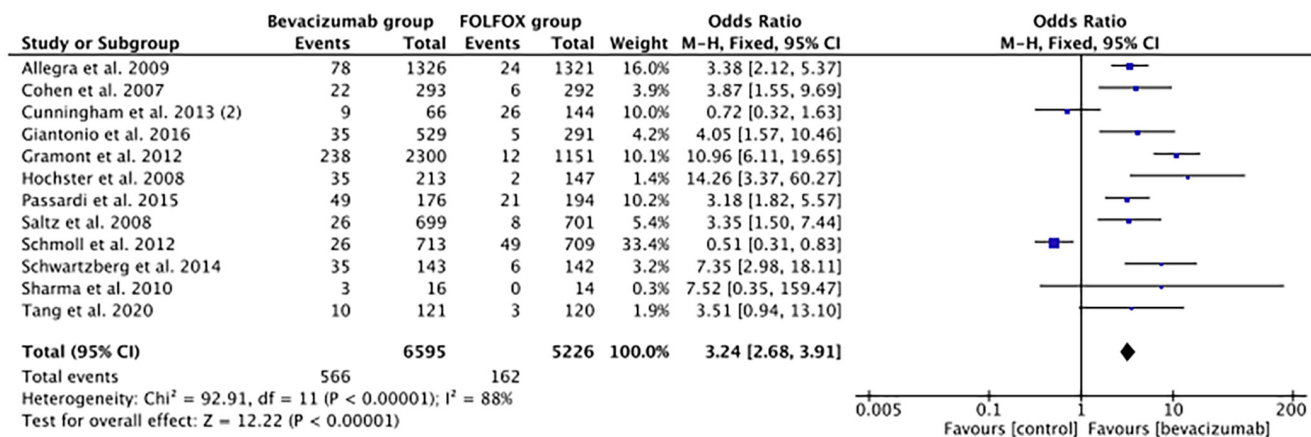 Bevacizumab group FOLFOX group Odds Ratio Odds Ratio
Study or Subgroup Events Total Events Total Weight M-H, Fixed, 95% CI M-H, Fixed, 95% CI
Allegra et al. 2009 78 1326 24 1321 16.0% 3.38 [2.12, 5.37]
Cohen et al. 2007 22 293 6 292 3.9% 3.87 [1.55, 9.69]
Cunningham et al. 2013 (2) 9 66 26 144 10.0% 0.72 [0.32, 1.63]
Giantonio et al. 2016 35 529 5 291 4.2% 4.05 [1.57, 10.46]
Gramont et al. 2012 238 2300 12 1151 10.1% 10.96 [6.11, 19.65]
Hochster et al. 2008 35 213 2 147 1.4% 14.26 [3.37, 60.27]
Passardi et al. 2015 49 176 21 194 10.2% 3.18 [1.82, 5.57]
Saltz et al. 2008 26 699 8 701 5.4% 3.35 [1.50, 7.44]
Schmoll et al. 2012 26 713 49 709 33.4% 0.51 [0.31, 0.83]
Schwartzberg et al. 2014 35 143 6 142 3.2% 7.35 [2.98, 18.11]
Sharma et al. 2010 3 16 0 14 0.3% 7.52 [0.35, 159.47]
Tang et al. 2020 10 121 3 120 1.9% 3.51 [0.94, 13.10]
Total (95% CI) 6595 5226 100.0% 3.24 [2.68, 3.91]
Total events 566 162
Heterogeneity: Chi² = 92.91, df = 11 (P < 0.00001); I² = 88%
Test for overall effect: Z = 12.22 (P < 0.00001)
0.005 0.1 1 10 200
Favours [control] Favours [bevacizumab]